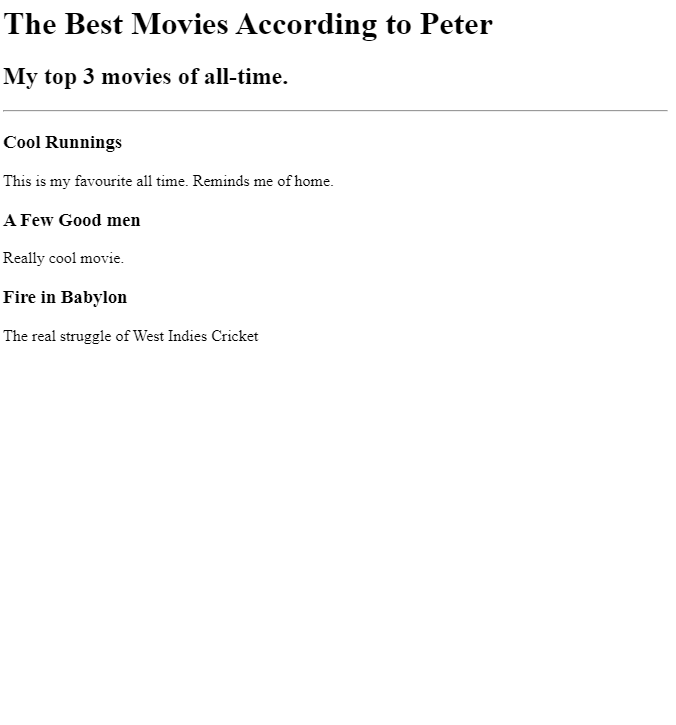 The Best Movies According to Peter
My top 3 movies of all-time.
Cool Runnings
This is my favourite all time. Reminds me of home.
A Few Good men
Really cool movie.
Fire in Babylon
The real struggle of West Indies Cricket